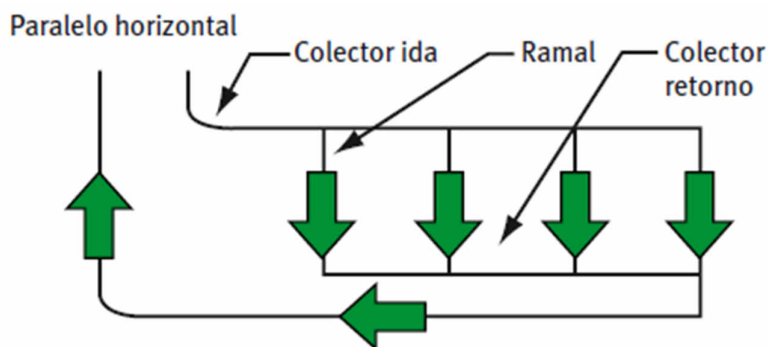 Paralelo horizontal
Colector ida
Ramal
Colector
retorno